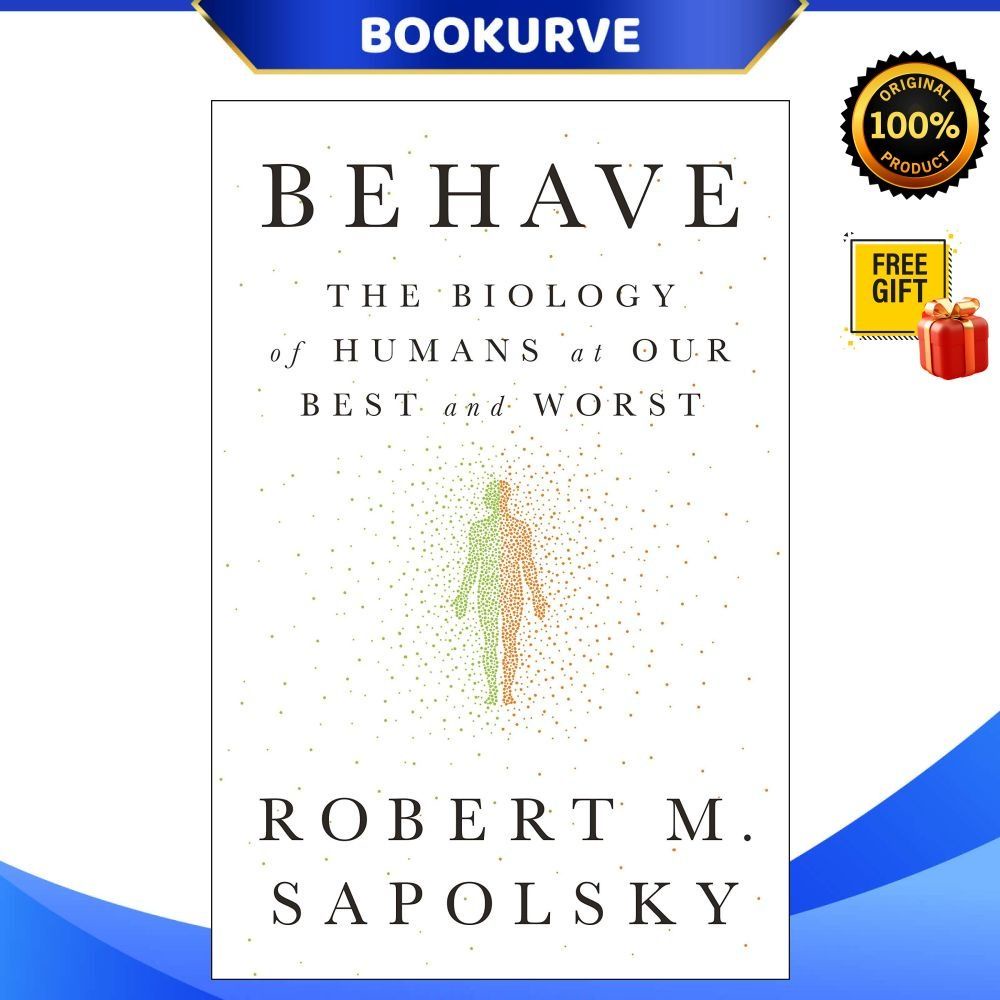 BOOKURVE
ORIGINAL
100%
PRODUCT
FREE
GIFT
BEHAVE
THE BIOLOGY
of HUMANS at OUR
BEST and WORST
ROBERT M.
SAPOLSKY